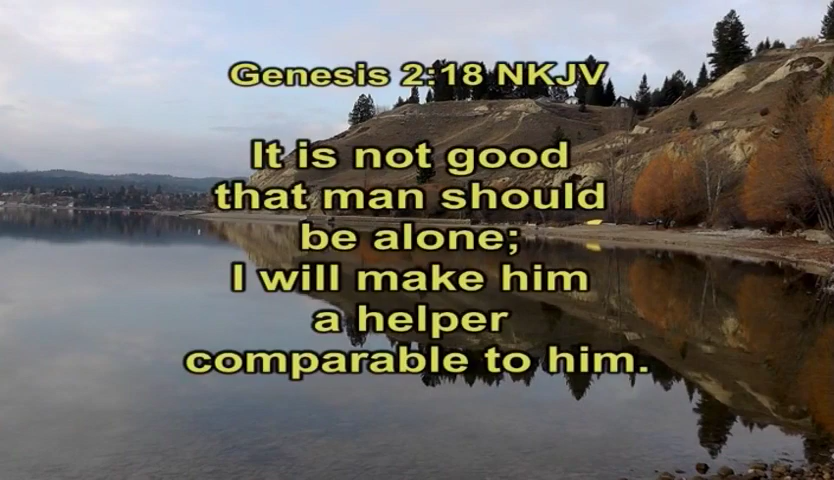 Genesis 2:18 NKJV
It is not good
that man should
be alone;
I will make him
a helper
comparable to him.